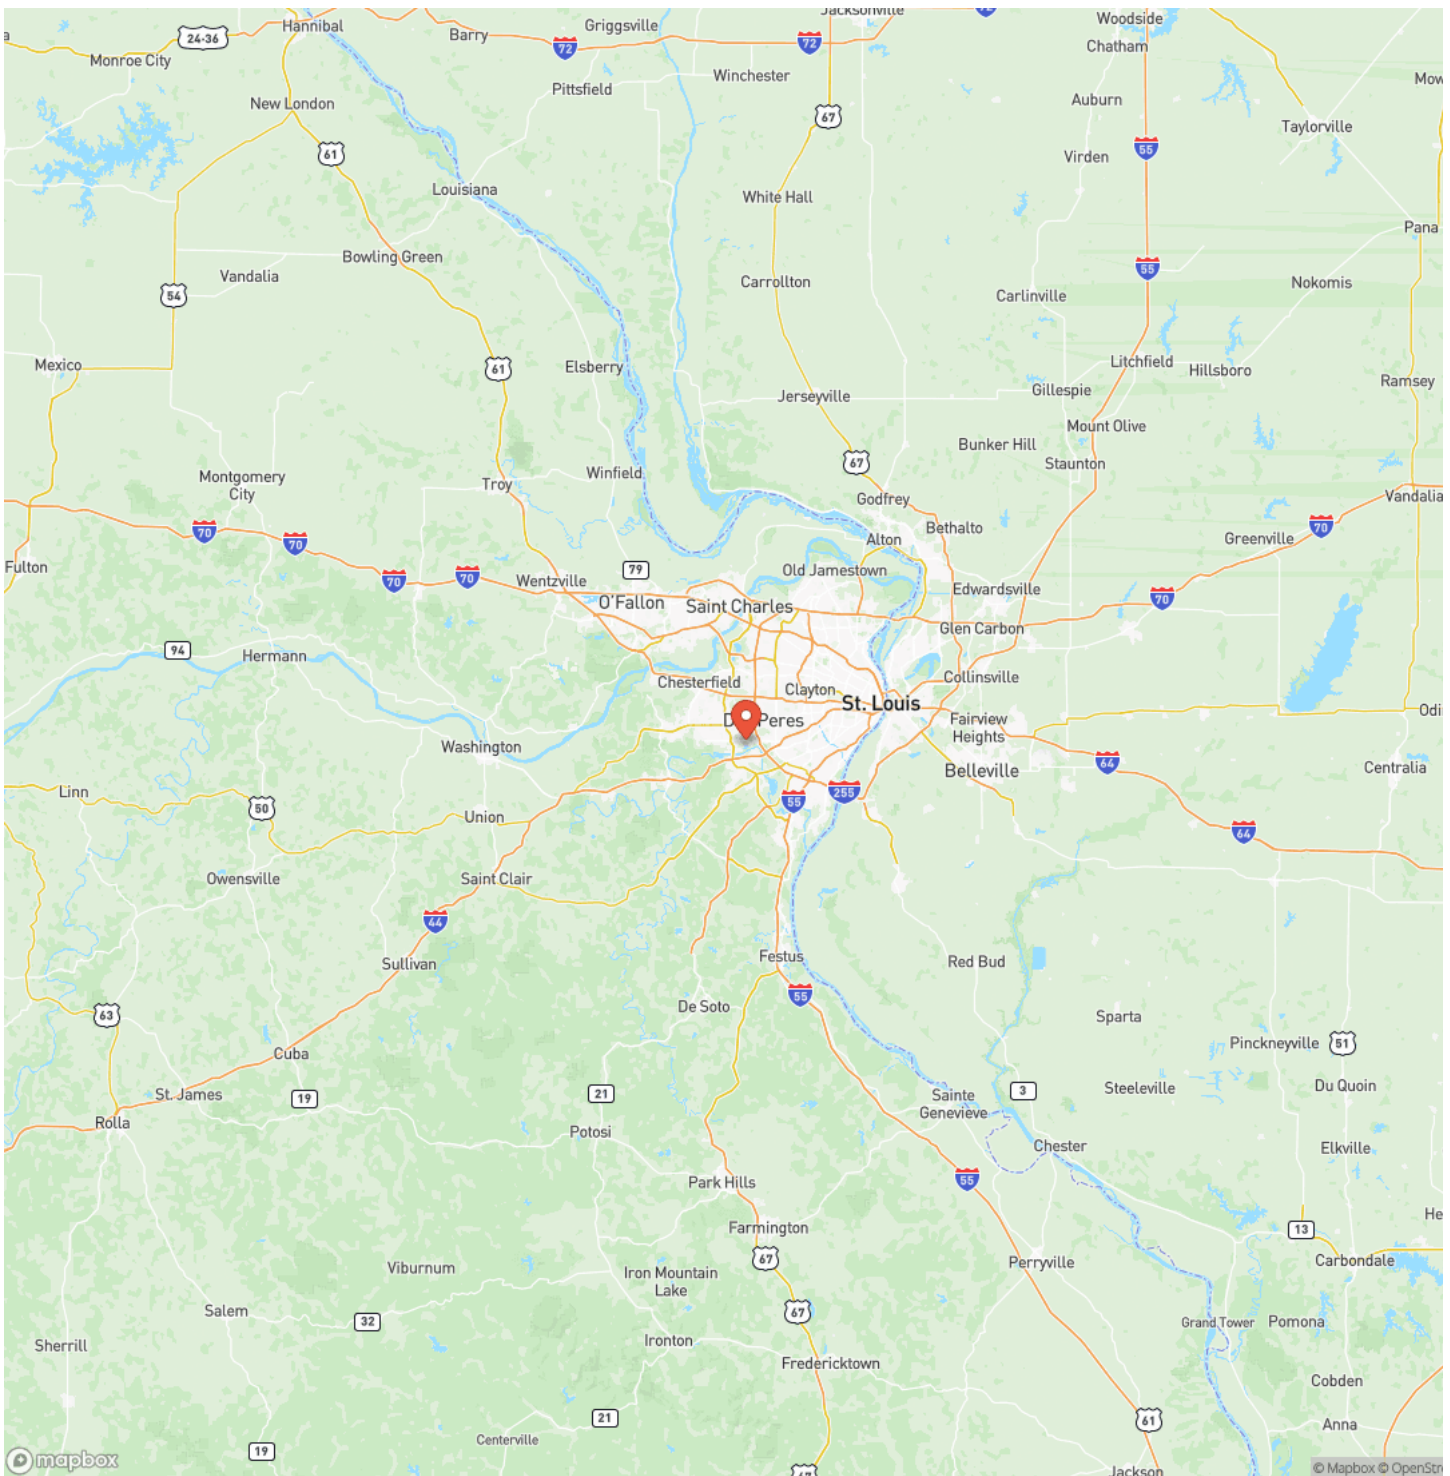 Hannibal
Griggsville
Jacksonville
72
Woodside
24-36
Barry
72
72
Chatham
Monroe City
Winchester
Pittsfield
Auburn
New London
67
Taylorville
61
55
Virden
Louisiana
White Hall
Pana
Bowling Green
55
Vandalia
Carrollton
Nokomis
54
Carlinville
Mexico
61
Elsberry
Litchfield
Hillsboro
Jerseyville
Gillespie
Ramsey
Mount Olive
Bunker Hill
67
Staunton
Montgomery
City
Winfield
Troy
Godfrey
Vandalia
70
70
Bethalto
70
Alton
Greenville
Fulton
70
70
Wentzville
79
Old Jamestown
Edwardsville
70
O'Fallon
Saint Charles
Glen Carbon
94
Hermann
Chesterfield
Clayton
Collinsville
St. Louis
Peres
Fairview
Heights
Washington
64
Belleville
Centralia
Linn
50
55
255
Union
64
Owensville
Saint Clair
44
Sullivan
Festus
Red Bud
55
De Soto
63
Sparta
Cuba
Pinckneyville
51
St. James
19
21
3
Steeleville
Du Quoin
Rolla
Sainte
Genevieve
Potosi
Chester
Elkville
Park Hills
55
Farmington
13
67
Viburnum
Iron Mountain
Lake
Perryville
Carbondale
Salem
32
67
Grand Tower
Pomona
Sherrill
Ironton
Fredericktown
Cobden
21
61
Anna
Centerville
19
mapbox
67
Jackson
© Mapbox © OpenStre